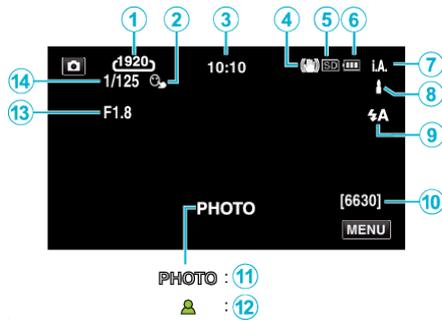 1 2 3 4 5 6
1920 10:10 SD i.A. 7
14 1/125 8
13 F1.8 A 9
[6630] 10
PHOTO
MENU
PHOTO : 11
: 12